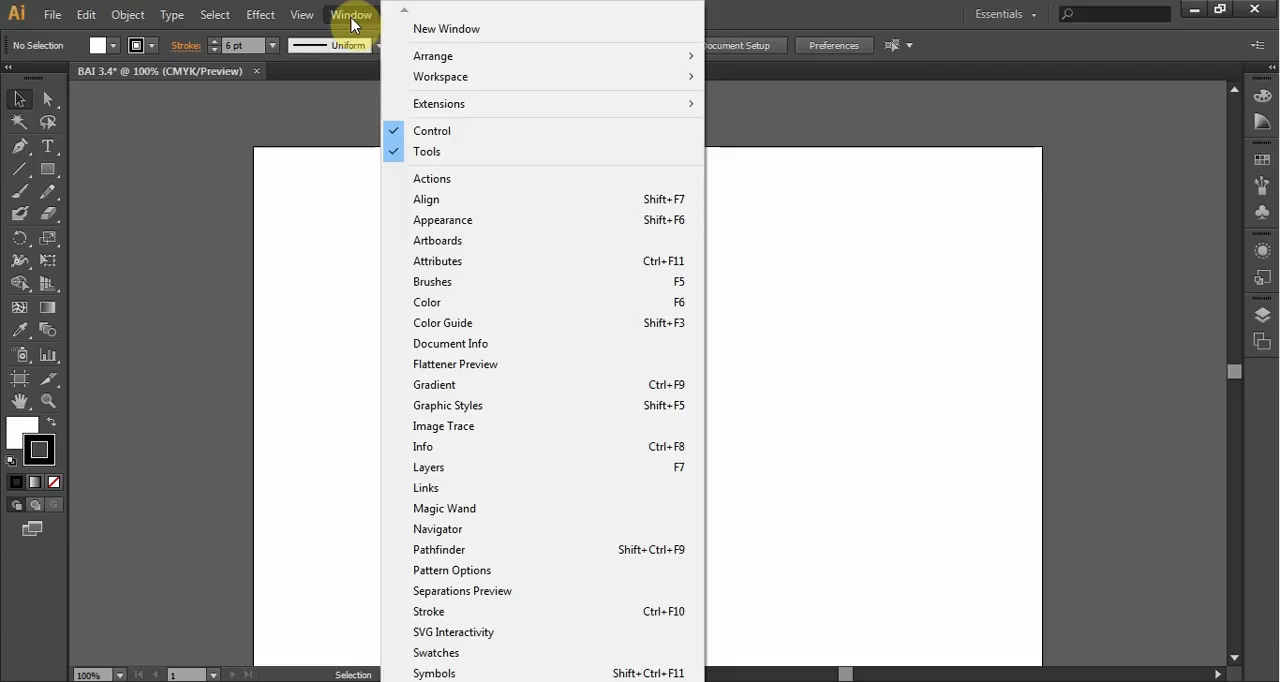 Ai File Edit Object Type Select Effect View Window Essentials
No Selection Stroke: 6 pt Uniform Document Setup Preferences
BAI 3.4* @ 100% (CMYK/Preview) ×
New Window
Arrange
Workspace
Extensions
Control
Tools
Actions
Align Shift+F7
Appearance Shift+F6
Artboards
Attributes Ctrl+F11
Brushes F5
Color F6
Color Guide Shift+F3
Document Info
Flattener Preview
Gradient Ctrl+F9
Graphic Styles Shift+F5
Image Trace
Info Ctrl+F8
Layers F7
Links
Magic Wand
Navigator
Pathfinder Shift+Ctrl+F9
Pattern Options
Separations Preview
Stroke Ctrl+F10
SVG Interactivity
Swatches
Symbols Shift+Ctrl+F11
100% 1 Selection